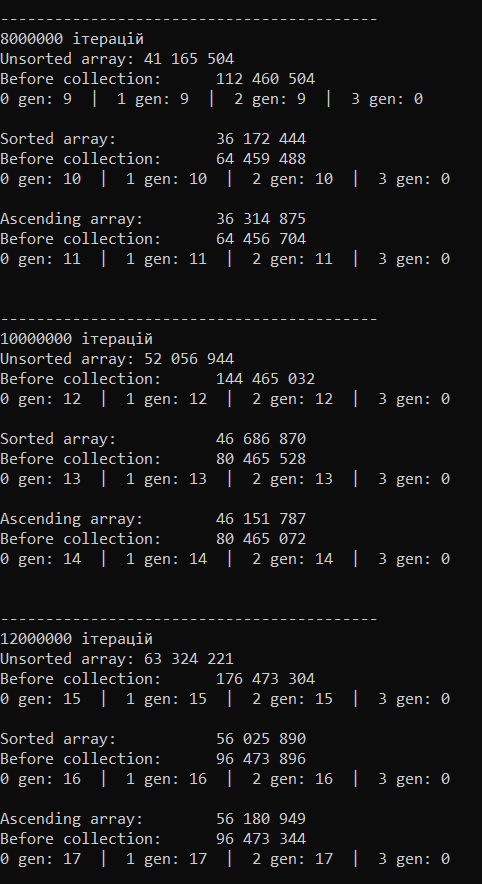 ------------------------------------------
8000000 ітерацій
Unsorted array: 41 165 504
Before collection:      112 460 504
0 gen: 9  |  1 gen: 9  |  2 gen: 9  |  3 gen: 0
Sorted array:           36 172 444
Before collection:      64 459 488
0 gen: 10  |  1 gen: 10  |  2 gen: 10  |  3 gen: 0
Ascending array:        36 314 875
Before collection:      64 456 704
0 gen: 11  |  1 gen: 11  |  2 gen: 11  |  3 gen: 0
------------------------------------------
10000000 ітерацій
Unsorted array: 52 056 944
Before collection:      144 465 032
0 gen: 12  |  1 gen: 12  |  2 gen: 12  |  3 gen: 0
Sorted array:           46 686 870
Before collection:      80 465 528
0 gen: 13  |  1 gen: 13  |  2 gen: 13  |  3 gen: 0
Ascending array:        46 151 787
Before collection:      80 465 072
0 gen: 14  |  1 gen: 14  |  2 gen: 14  |  3 gen: 0
------------------------------------------
12000000 ітерацій
Unsorted array: 63 324 221
Before collection:      176 473 304
0 gen: 15  |  1 gen: 15  |  2 gen: 15  |  3 gen: 0
Sorted array:           56 025 890
Before collection:      96 473 896
0 gen: 16  |  1 gen: 16  |  2 gen: 16  |  3 gen: 0
Ascending array:        56 180 949
Before collection:      96 473 344
0 gen: 17  |  1 gen: 17  |  2 gen: 17  |  3 gen: 0